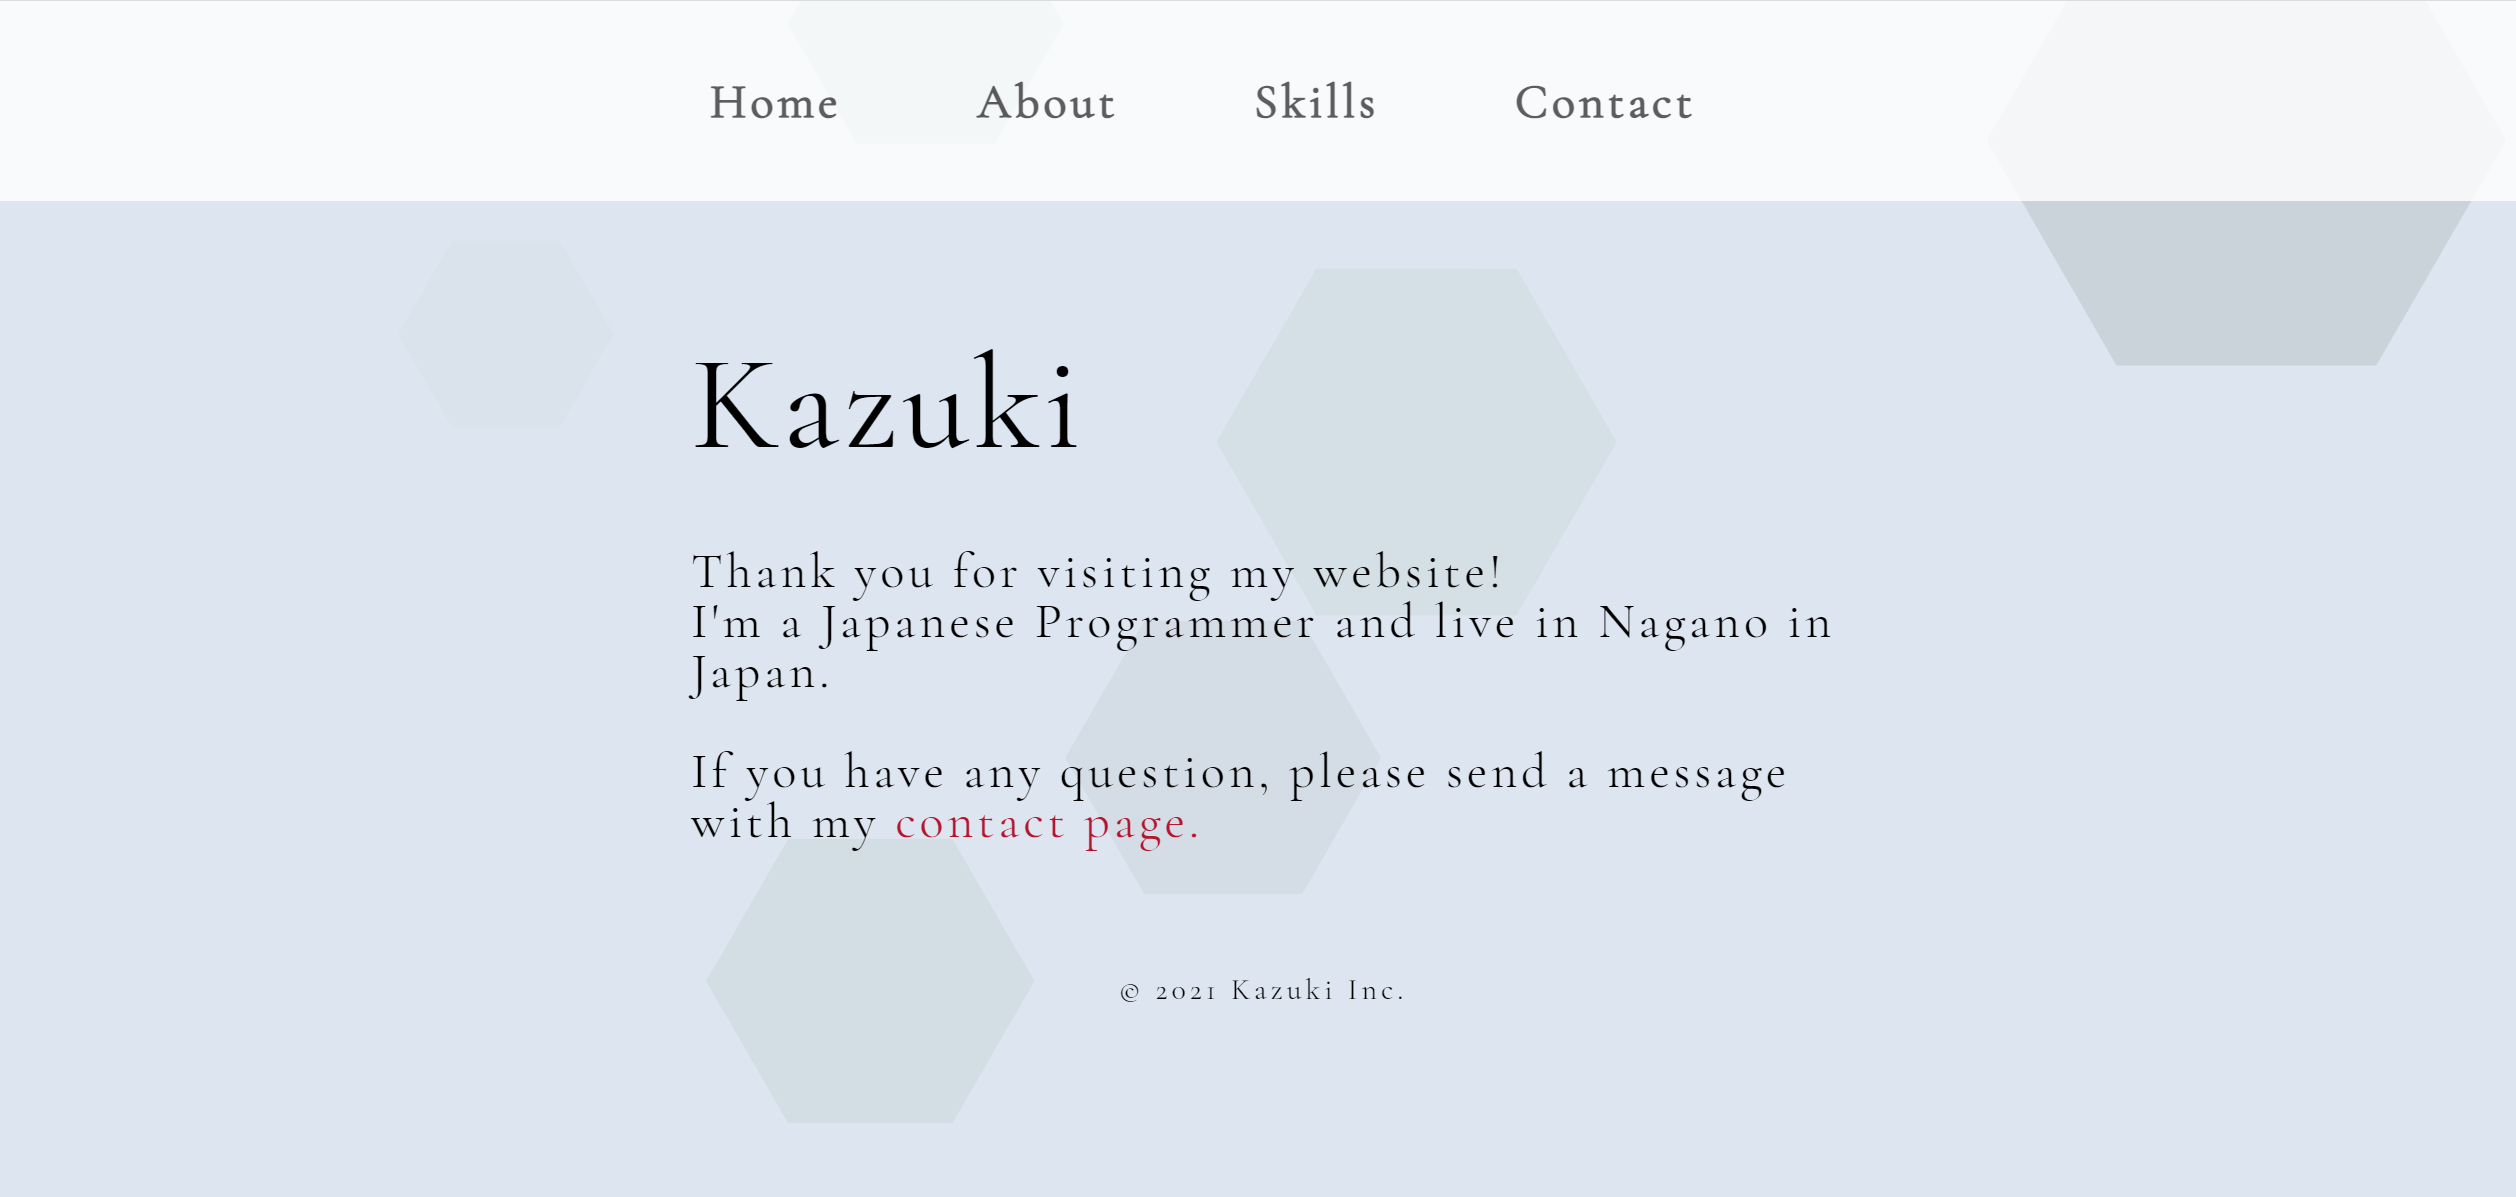 Home About Skills Contact
Kazuki
Thank you for visiting my website!
I'm a Japanese Programmer and live in Nagano in
Japan.
If you have any question, please send a message
with my contact page.
© 2021 Kazuki Inc.